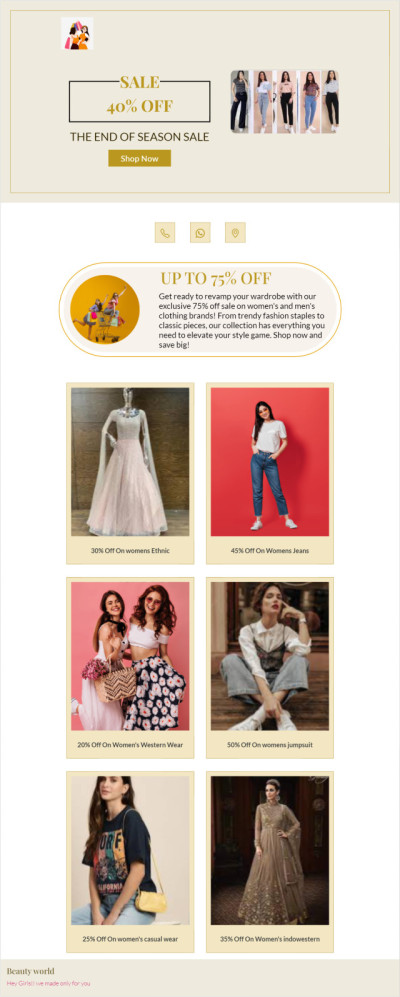 SALE
40% OFF
THE END OF SEASON SALE
Shop Now
UP TO 75% OFF
Get ready to revamp your wardrobe with our
exclusive 75% off sale on women's and men's
clothing brands! From trendy fashion staples to
classic pieces, our collection has everything you
need to elevate your style game. Shop now and
save big!
30% Off On womens Ethnic
45% Off On Womens Jeans
20% Off On Women's Western Wear
50% Off On womens jumpsuit
25% Off On women's casual wear
35% Off On Women's indowestern
Beauty world
Hey Girls! we made only for you